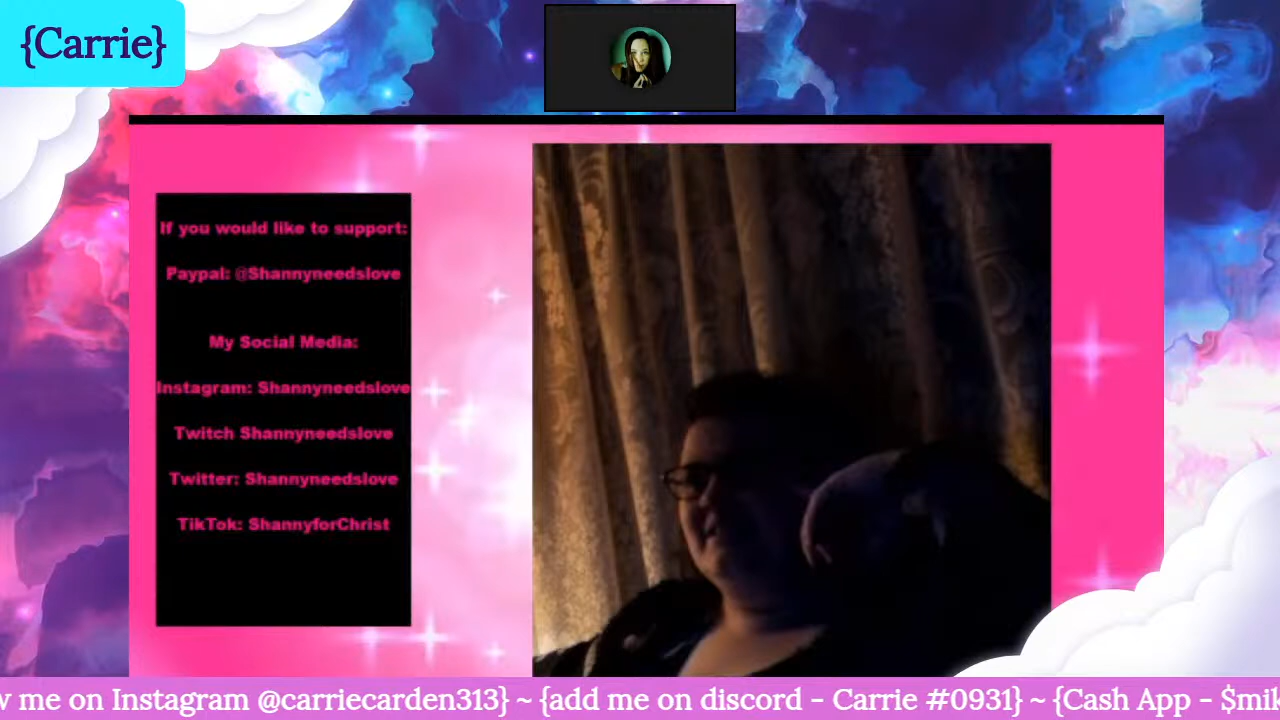 {Carrie}
If you would like to support:
Paypal: @Shannyneedslove
My Social Media:
Instagram: Shannyneedslove
Twitch Shannyneedslove
Twitter: Shannyneedslove
TikTok: ShannyforChrist
me on Instagram @carriecarden313} ~ {add me on discord - Carrie #0931} ~ {Cash App -